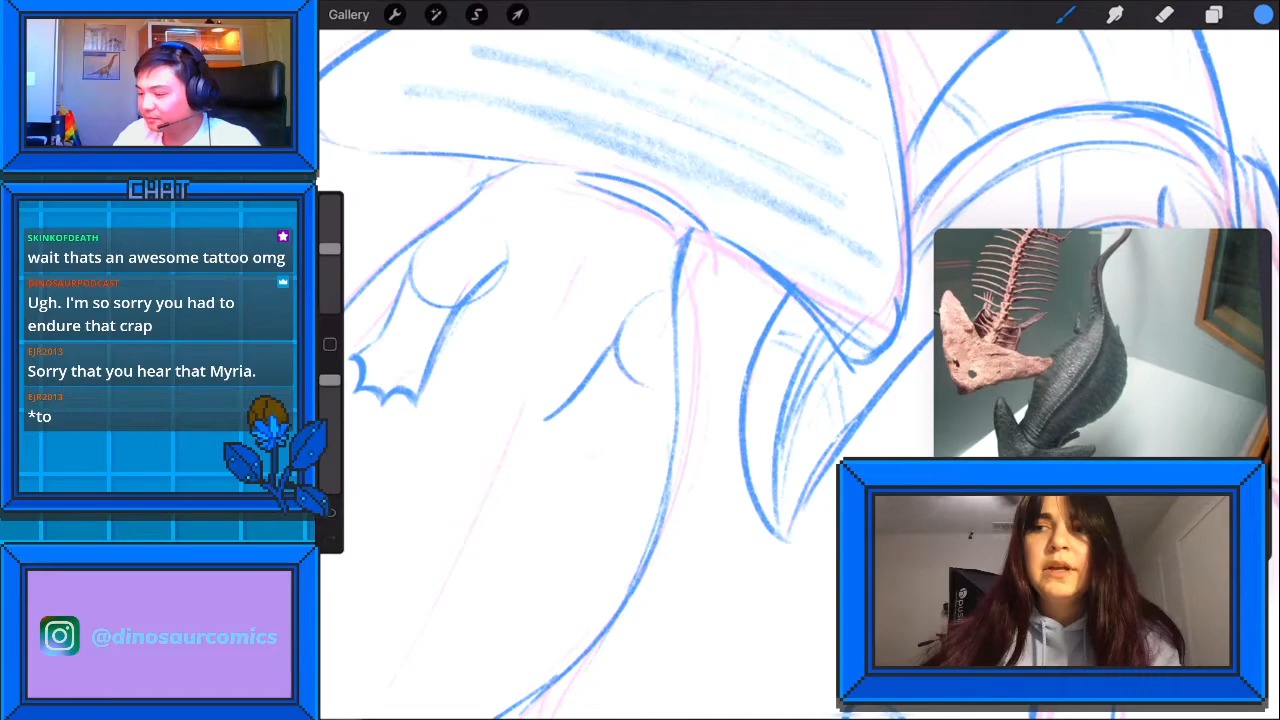 Gallery
CHAT
SKINKOFDEATH
wait thats an awesome tattoo omg
DINOSAURPODCAST
Ugh. I'm so sorry you had to
endure that crap
EJR2013
Sorry that you hear that Myria.
EJR2013
*to
@dinosaurcomics